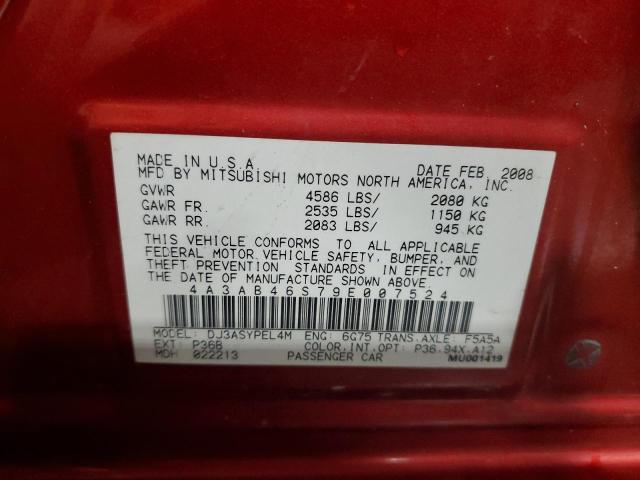 MADE IN U.S.A DATE FEB. 2008
MFD BY MITSUBISHI MOTORS NORTH AMERICA, INC.
GVWR 4586 LBS/ 2080 KG
GAWR FR. 2535 LBS/ 1150 KG
GAWR RR 2083 LBS/ 945 KG
THIS VEHICLE CONFORMS TO ALL APPLICABLE
FEDERAL MOTOR VEHICLE SAFETY, BUMPER, AND
THEFT PREVENTION STANDARDS IN EFFECT ON
THE DATE OF MANUFACTURE SHOWN ABOVE.
4A3AB46S79E007524
MODEL: DJ3ASYPEL4M ENG: 6G75 TRANS.AXLE: F5A5A
EXT: P36B COLOR,INT,OPT: P36.94X.A12
MDH 022213 PASSENGER CAR MU001419